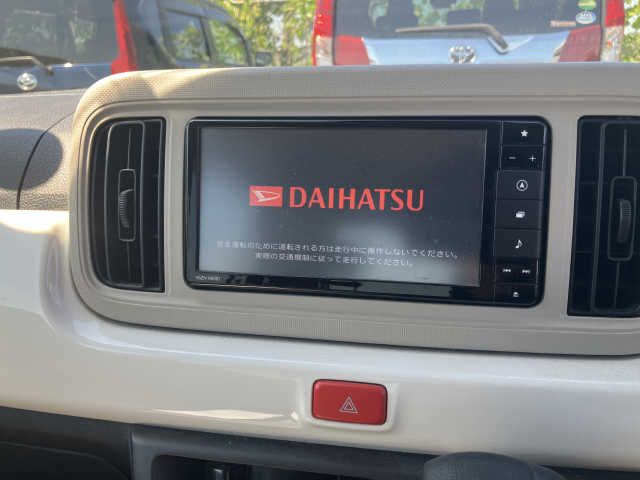 DAIHATSU
安全運転のために運転される方は走行中に操作しないでください。
実際の交通規制に従って走行してください。